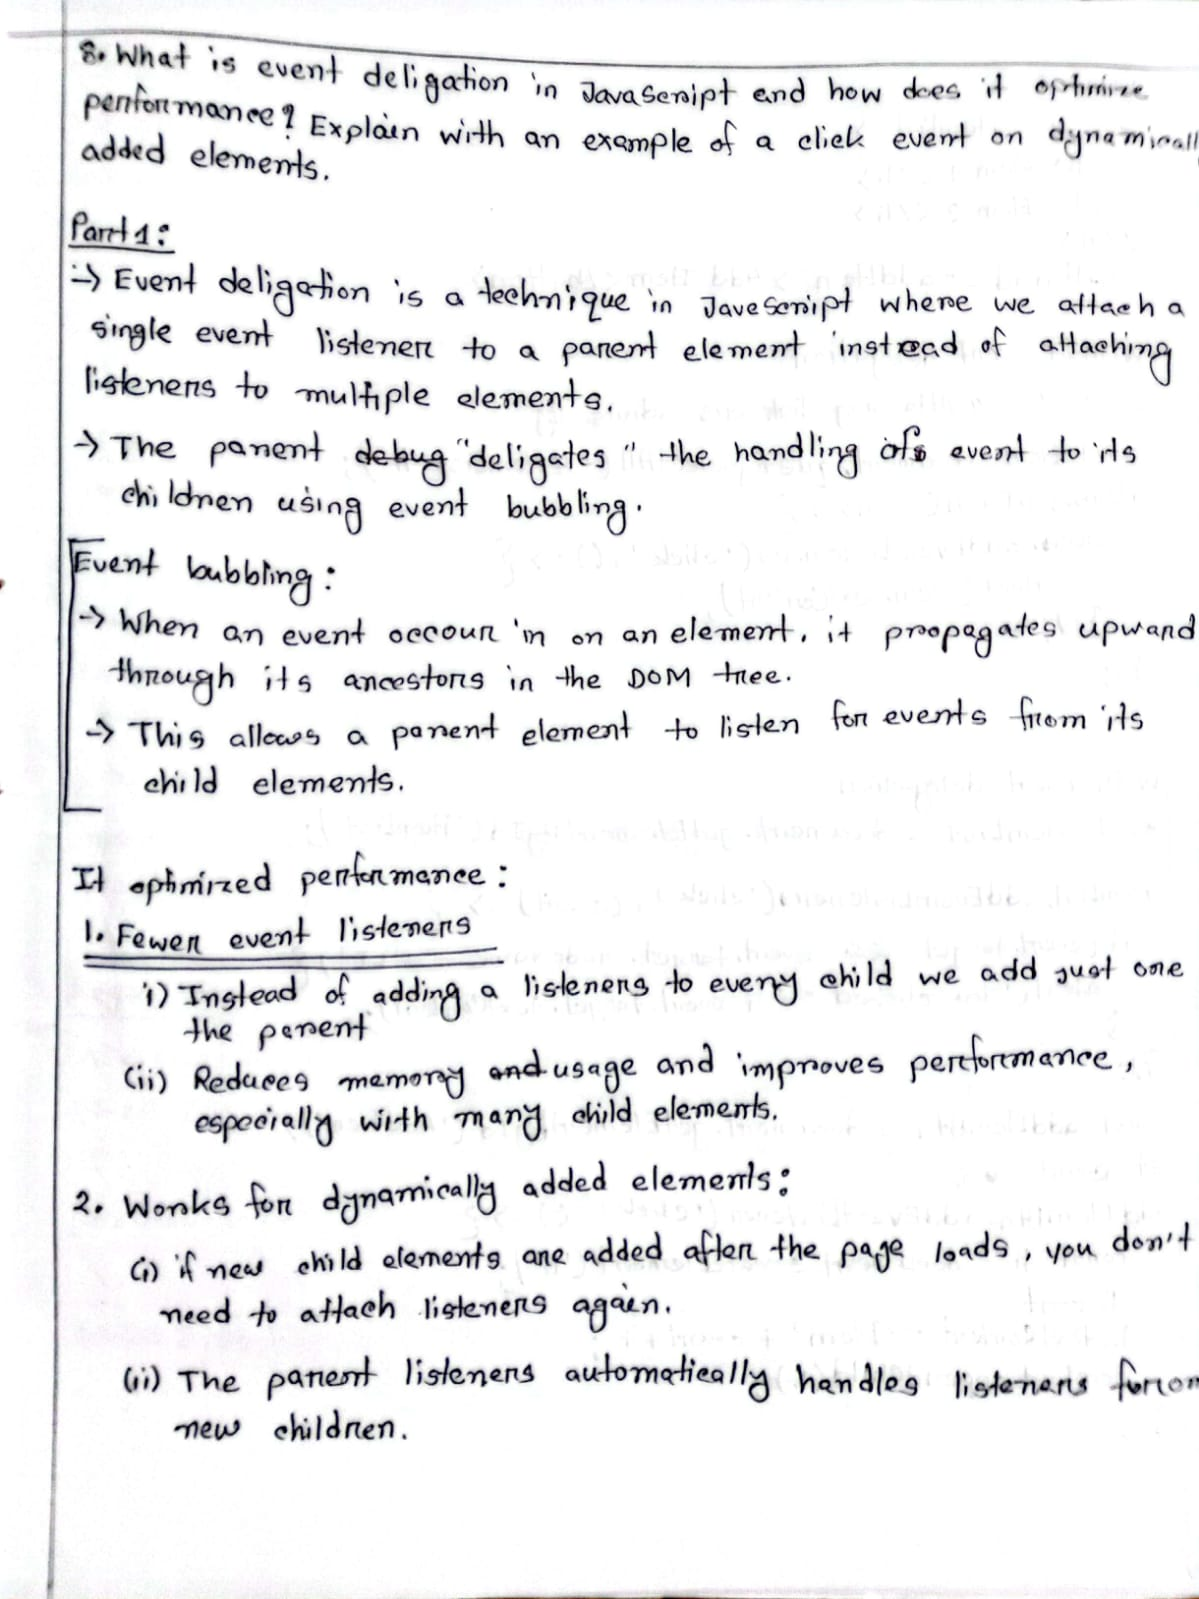 8. What is event deligation in JavaScript and how does it optimize
performance? Explain with an example of a click event on dynamicall
added elements.
Part 1:
→ Event deligation is a technique in JaveScript where we attach a
single event listener to a parent element instead of attaching
listeners to multiple elements.
→ The parent debug "deligates" the handling of event to its
children using event bubbling.
Event bubbling:
→ When an event occour in on an element, it propagates upward
through its ancestors in the DOM tree.
→ This allows a parent element to listen for events from its
child elements.
It optimized performance:
1. Fewer event listeners
i) Instead of adding a listeners to every child we add just one
the parent
(ii) Reduces memory and usage and improves performance,
especially with many child elements.
2. Works for dynamically added elements:
(i) if new child elements are added after the page loads, you don't
need to attach listeners again.
(ii) The parent listeners automatically handles listeners
new children.